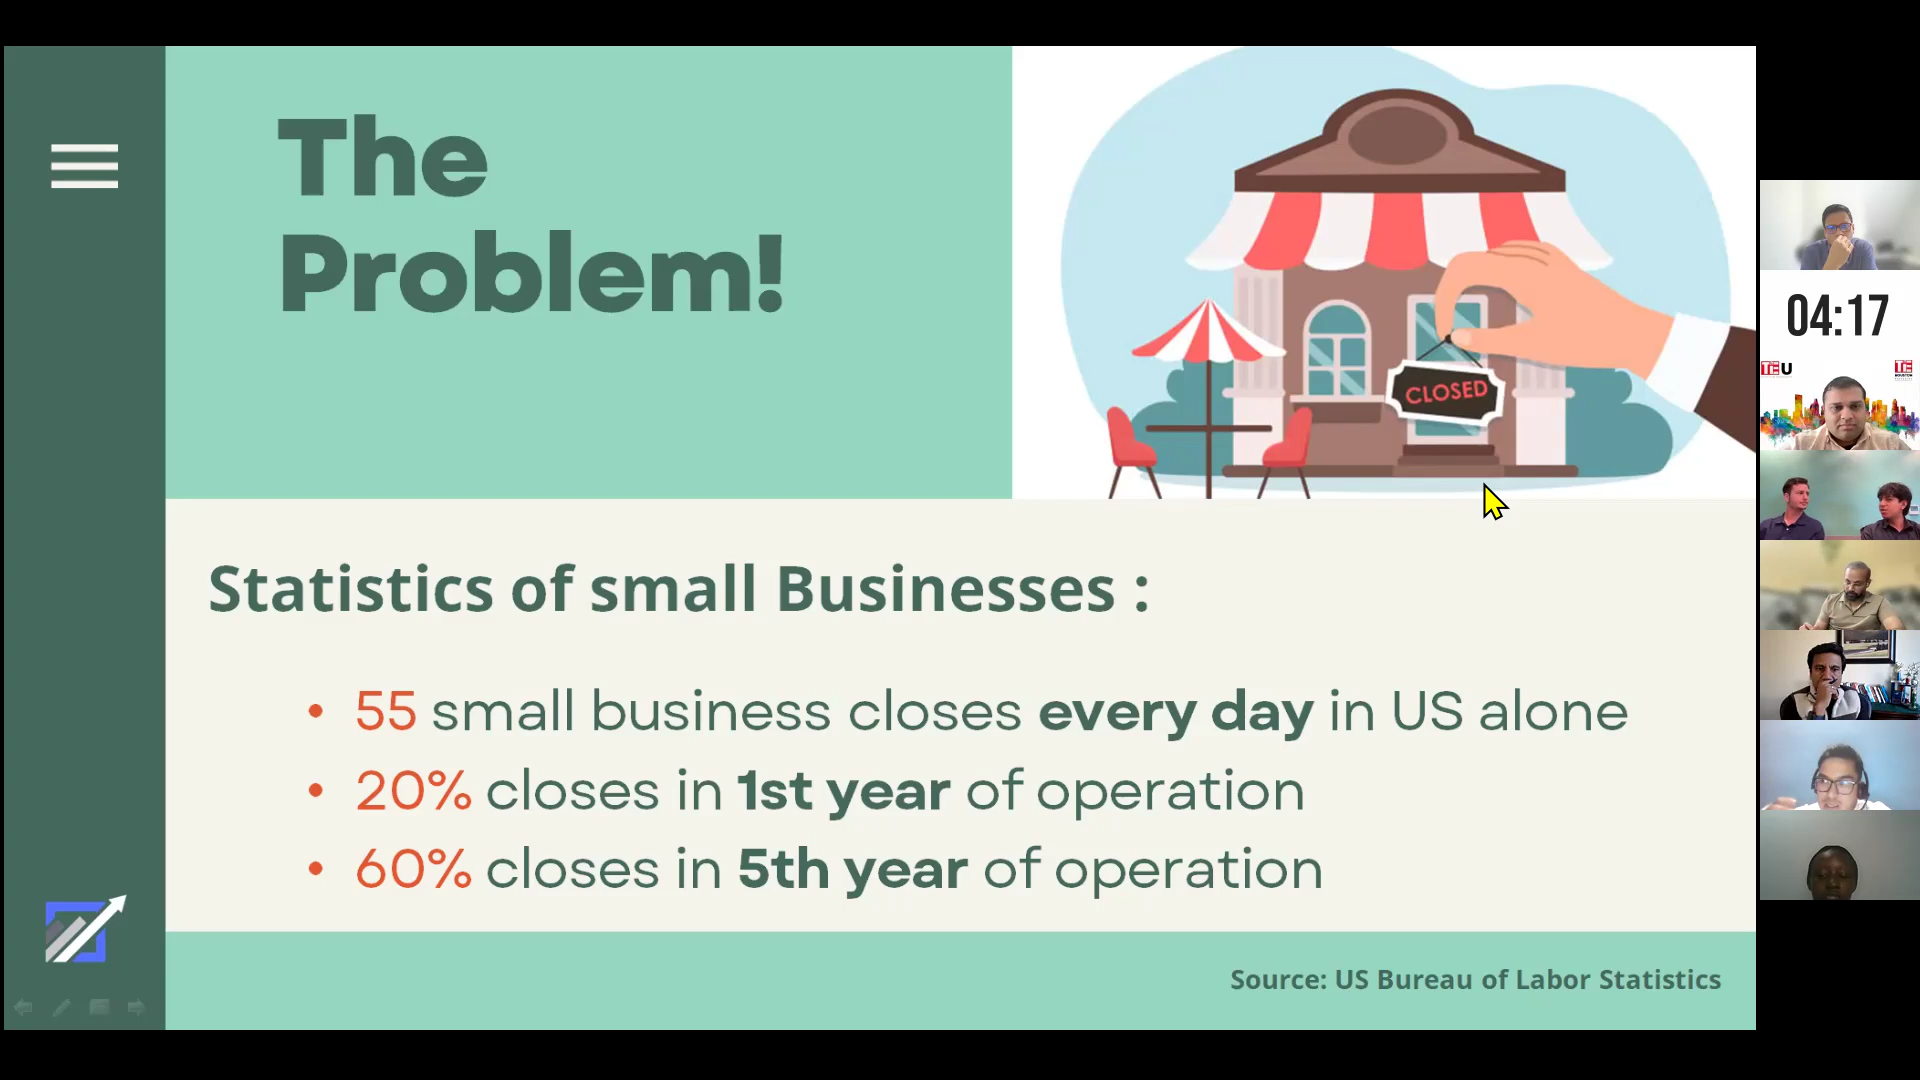 The
Problem!
CLOSED
Statistics of small Businesses :
• 55 small business closes every day in US alone
• 20% closes in 1st year of operation
• 60% closes in 5th year of operation
Source: US Bureau of Labor Statistics
04:17
TiE U
TiE